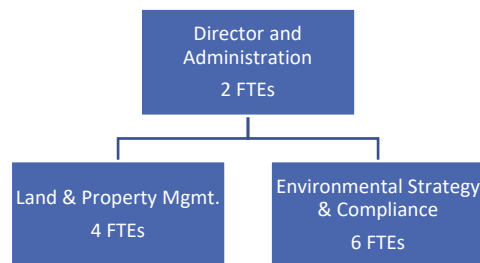 Director and
Administration
2 FTEs
Land & Property Mgmt.
4 FTEs
Environmental Strategy
& Compliance
6 FTEs